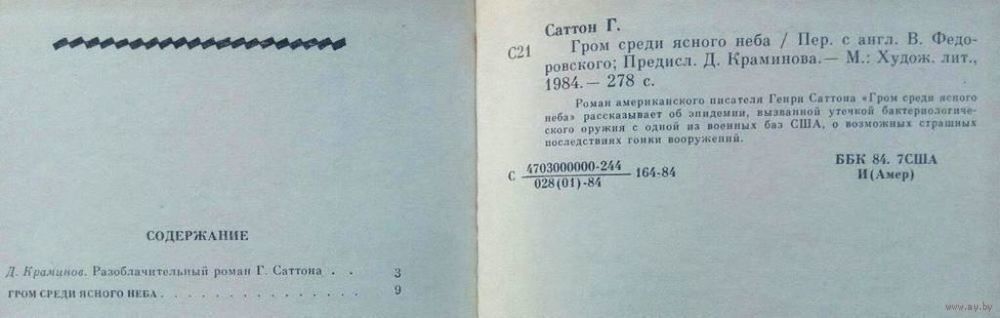 СОДЕРЖАНИЕ
Д. Краминов. Разоблачительный роман Г. Саттона . . 3
ГРОМ СРЕДИ ЯСНОГО НЕБА . . . . . . . . . . . . . 9
Саттон Г.
С21
Гром среди ясного неба / Пер. с англ. В. Федо-
ровского; Предисл. Д. Краминова.— М.: Худож. лит.,
1984.— 278 с.
Роман американского писателя Генри Саттона «Гром среди ясного
неба» рассказывает об эпидемии, вызванной утечкой бактериологиче-
ского оружия с одной из военных баз США, о возможных страшных
последствиях гонки вооружений.
С 4703000000-244 164-84
028(01)-84
ББК 84. 7США
И(Амер)
www.ay.by